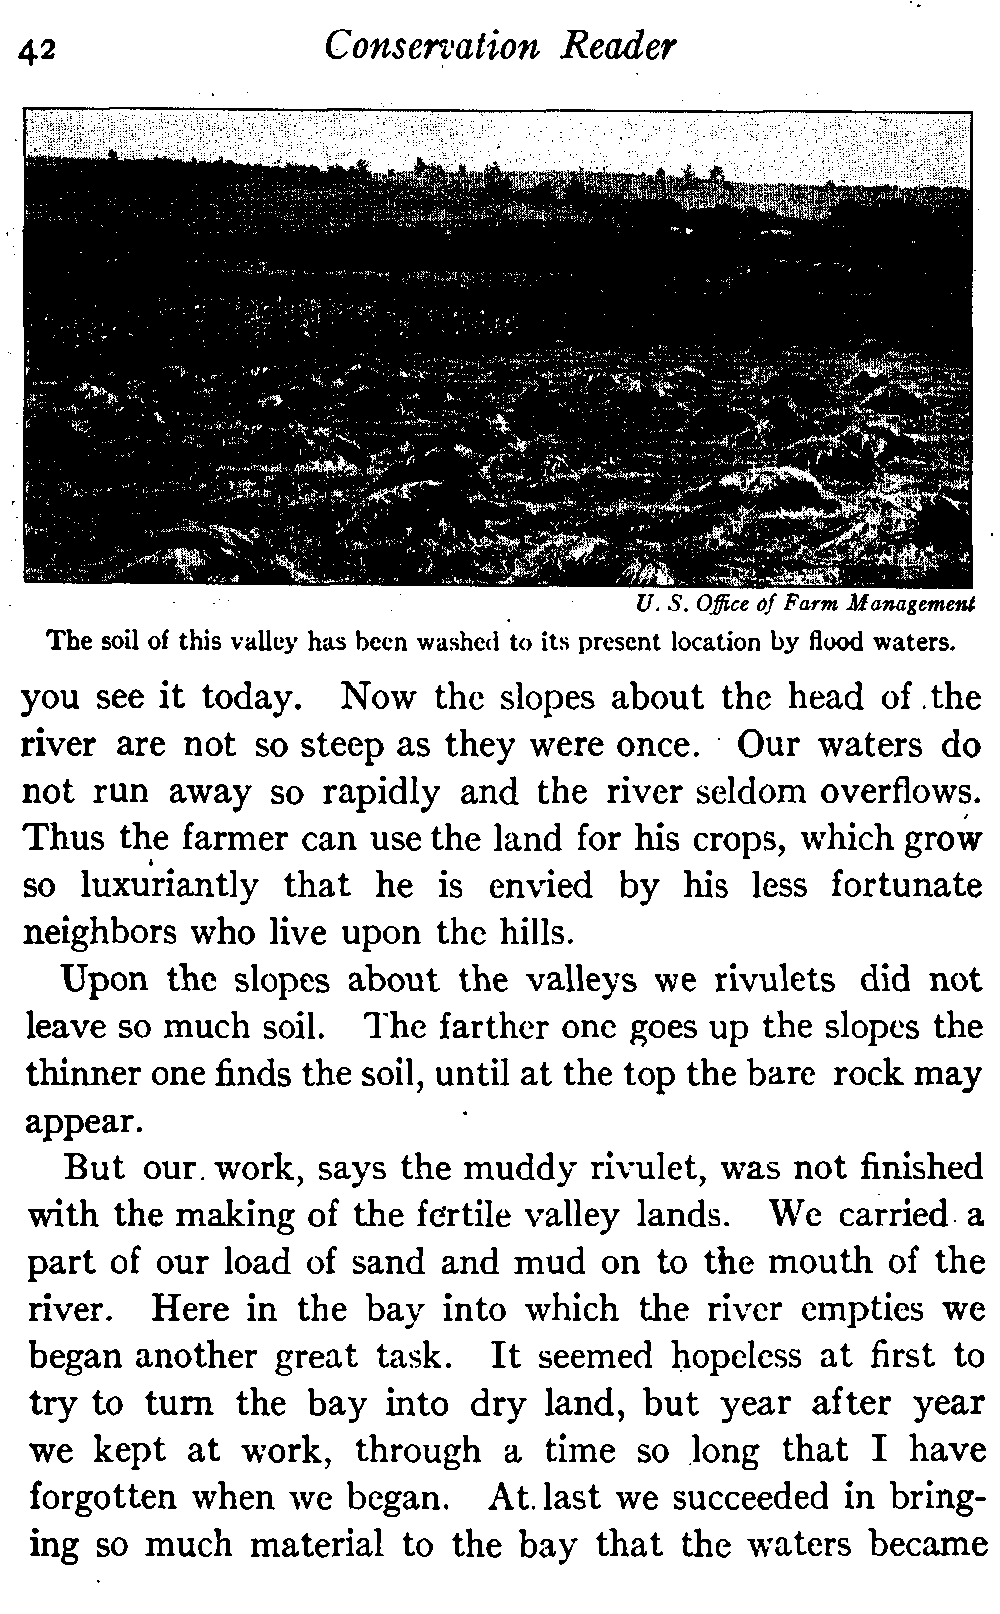 42 Conservation Reader
U. S. Office of Farm Management
The soil of this valley has been washed to its present location by flood waters.
you see it today. Now the slopes about the head of the
river are not so steep as they were once. Our waters do
not run away so rapidly and the river seldom overflows.
Thus the farmer can use the land for his crops, which grow
so luxuriantly that he is envied by his less fortunate
neighbors who live upon the hills.
Upon the slopes about the valleys we rivulets did not
leave so much soil. The farther one goes up the slopes the
thinner one finds the soil, until at the top the bare rock may
appear.
But our work, says the muddy rivulet, was not finished
with the making of the fertile valley lands. We carried a
part of our load of sand and mud on to the mouth of the
river. Here in the bay into which the river empties we
began another great task. It seemed hopeless at first to
try to turn the bay into dry land, but year after year
we kept at work, through a time so long that I have
forgotten when we began. At last we succeeded in bring-
ing so much material to the bay that the waters became